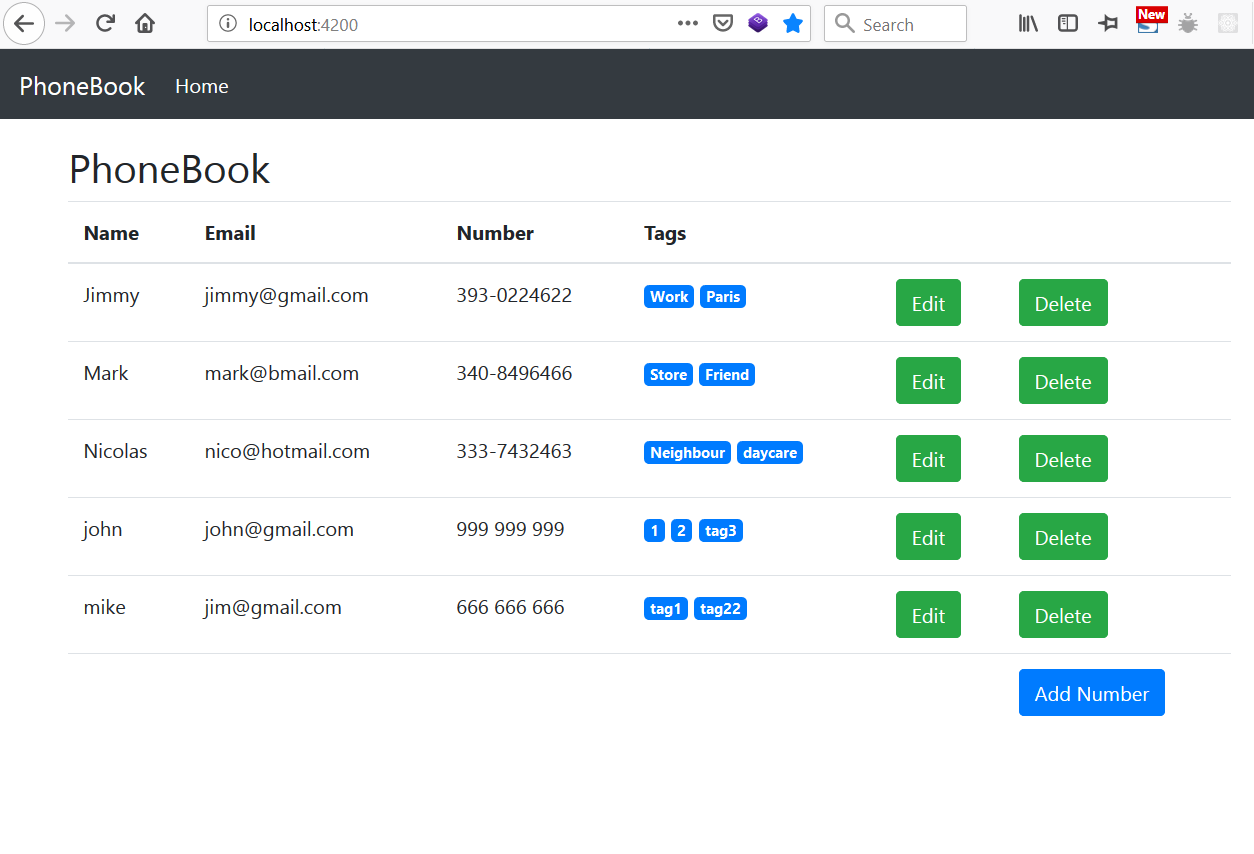 localhost:4200 Search New
PhoneBook Home
PhoneBook
Name Email Number Tags
Jimmy jimmy@gmail.com 393-0224622 Work Paris Edit Delete
Mark mark@bmail.com 340-8496466 Store Friend Edit Delete
Nicolas nico@hotmail.com 333-7432463 Neighbour daycare Edit Delete
john john@gmail.com 999 999 999 1 2 tag3 Edit Delete
mike jim@gmail.com 666 666 666 tag1 tag22 Edit Delete
Add Number